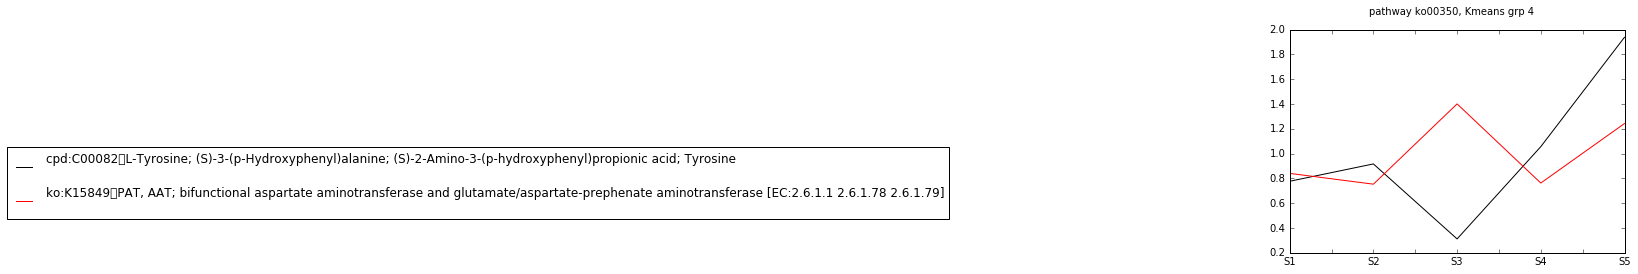 pathway ko00350, Kmeans grp 4
2.0
1.8
1.6
1.4
1.2
1.0
0.8
0.6
0.4
0.2
S1 S2 S3 S4 S5
cpd:C00082▯L-Tyrosine; (S)-3-(p-Hydroxyphenyl)alanine; (S)-2-Amino-3-(p-hydroxyphenyl)propionic acid; Tyrosine
ko:K15849▯PAT, AAT; bifunctional aspartate aminotransferase and glutamate/aspartate-prephenate aminotransferase [EC:2.6.1.1 2.6.1.78 2.6.1.79]